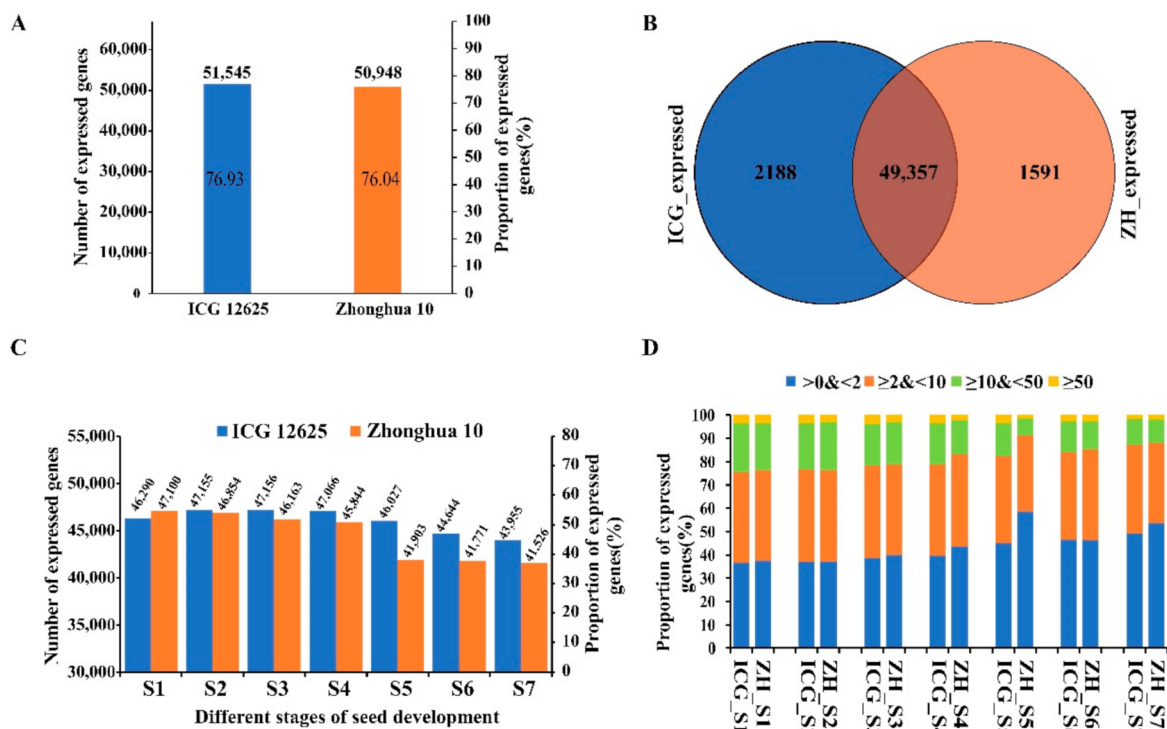 A
Number of expressed genes
60,000
50,000
40,000
30,000
20,000
10,000
0
51,545
76.93
ICG 12625
50,948
76.04
Zhonghua 10
100
90
80
70
60
50
40
30
20
10
0
Proportion of expressed
genes(%)
B
ICG_expressed
2188
49,357
1591
ZH_expressed
C
ICG 12625 Zhonghua 10
Number of expressed genes
55,000
50,000
45,000
40,000
35,000
30,000
46,290 47,100 47,155 46,854 47,156 46,163 47,066 45,844 46,027 41,903 44,644 41,771 43,955 41,526
80
70
60
50
40
30
20
10
0
Proportion of expressed
genes(%)
S1 S2 S3 S4 S5 S6 S7
Different stages of seed development
D
>0&<2 ≥2&<10 ≥10&<50 ≥50
Proportion of expressed
genes(%)
100
90
80
70
60
50
40
30
20
10
0
ZH_S1
ZH_S2
ZH_S3
ZH_S4
ZH_S5
ZH_S6
ZH_S7